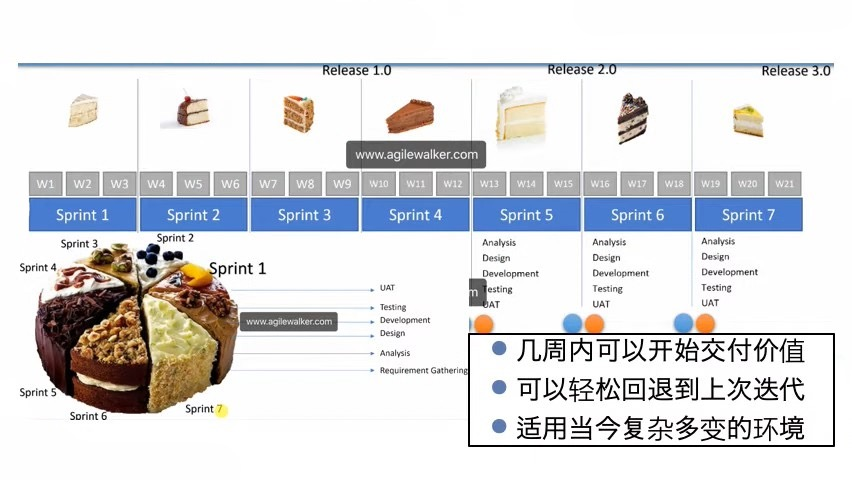 Release 1.0
Release 2.0
Release 3.0
www.agilewalker.com
W1 W2 W3 W4 W5 W6 W7 W8 W9 W10 W11 W12 W13 W14 W15 W16 W17 W18 W19 W20 W21
Sprint 1 Sprint 2 Sprint 3 Sprint 4 Sprint 5 Sprint 6 Sprint 7
Sprint 3
Sprint 2
Sprint 4
Sprint 1
Sprint 5
Sprint 6
Sprint 7
www.agilewalker.com
UAT
Testing
Development
Design
Analysis
Requirement Gathering
Analysis
Design
Development
Testing
UAT
m
Analysis
Design
Development
Testing
UAT
Analysis
Design
Development
Testing
UAT
几周内可以开始交付价值
可以轻松回退到上次迭代
适用当今复杂多变的环境